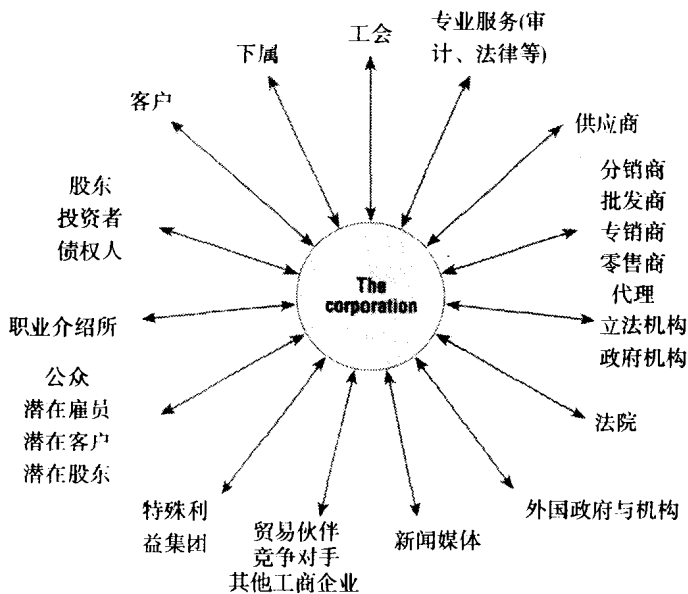 工会
专业服务(审
计、法律等)
下属
客户
供应商
股东
投资者
债权人
分销商
批发商
专销商
零售商
代理
The
corporation
职业介绍所
立法机构
政府机构
公众
潜在雇员
潜在客户
潜在股东
法院
特殊利
益集团
贸易伙伴
竞争对手
其他工商企业
新闻媒体
外国政府与机构